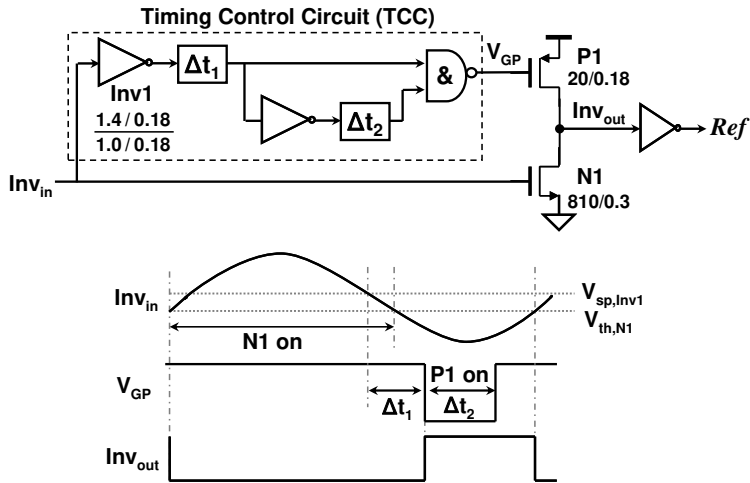 Timing Control Circuit (TCC)
Δt1
Inv1
1.4 / 0.18
1.0 / 0.18
Δt2
&
VGP
P1
20/0.18
Invout
Ref
N1
810/0.3
Invin
Invin
Vsp,Inv1
Vth,N1
N1 on
VGP
P1 on
Δt1
Δt2
Invout